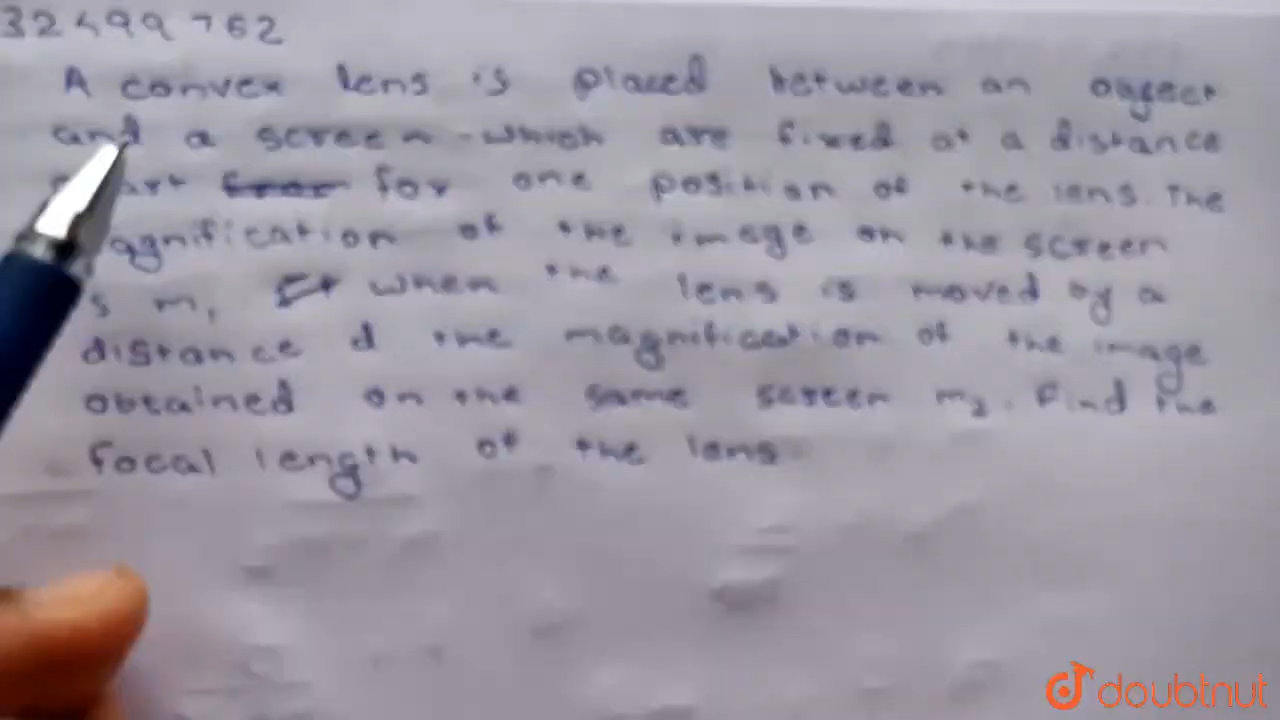 32499762
A convex lens is placed between an object
and a screen which are fixed at a distance
for one position of the lens. The
magnification of the image on the screen
is m₁ when the lens is moved by a
distance d the magnification of the image
obtained on the same screen m₂. Find the
focal length of the lens
doubtnut